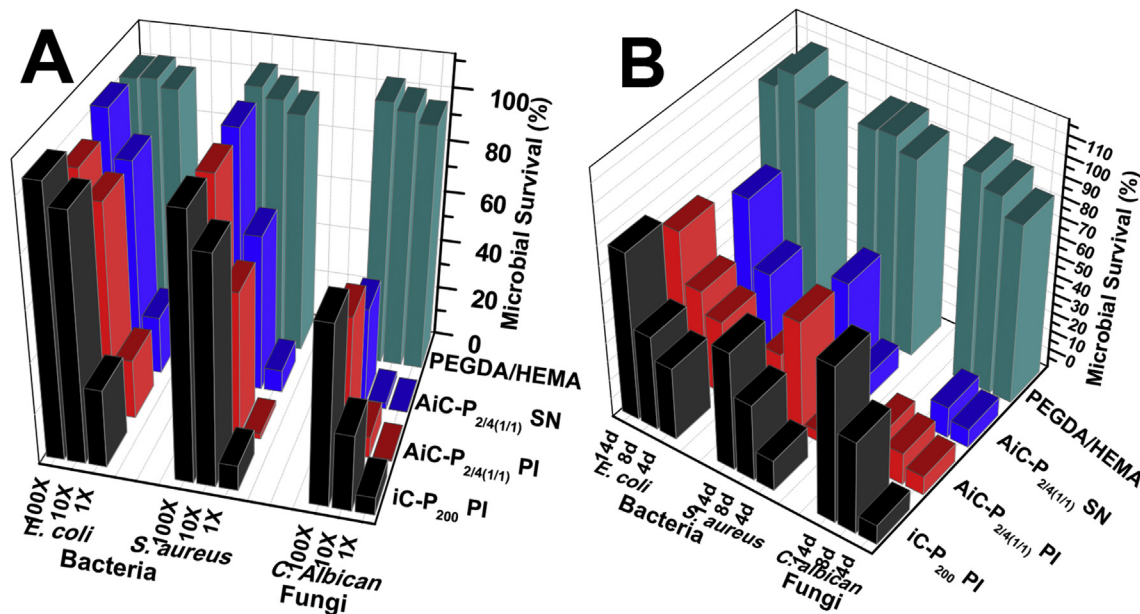 A
100
80
60
40
20
0
Microbial Survival (%)
PEGDA/HEMA
AiC-P2/4(1/1) SN
AiC-P2/4(1/1) PI
iC-P200 PI
100X
10X
1X
E. coli
100X
10X
1X
S. aureus
Bacteria
100X
10X
1X
C. Albican
Fungi
B
110
100
90
80
70
60
50
40
30
20
10
0
Microbial Survival (%)
PEGDA/HEMA
AiC-P2/4(1/1) SN
AiC-P2/4(1/1) PI
iC-P200 PI
14d
8d
4d
E. coli
Bacteria
14d
8d
4d
S. aureus
14d
8d
4d
C. albican
Fungi